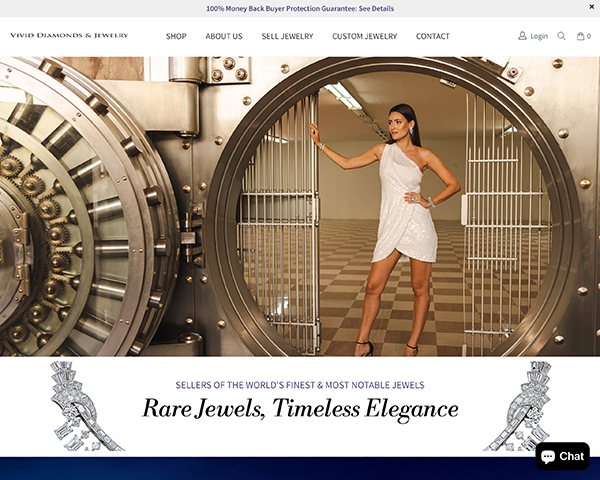 100% Money Back Buyer Protection Guarantee: See Details
×
VIVID DIAMONDS & JEWELRY
SHOP ABOUT US SELL JEWELRY CUSTOM JEWELRY CONTACT
Login 0
SELLERS OF THE WORLD'S FINEST & MOST NOTABLE JEWELS
Rare Jewels, Timeless Elegance
Chat